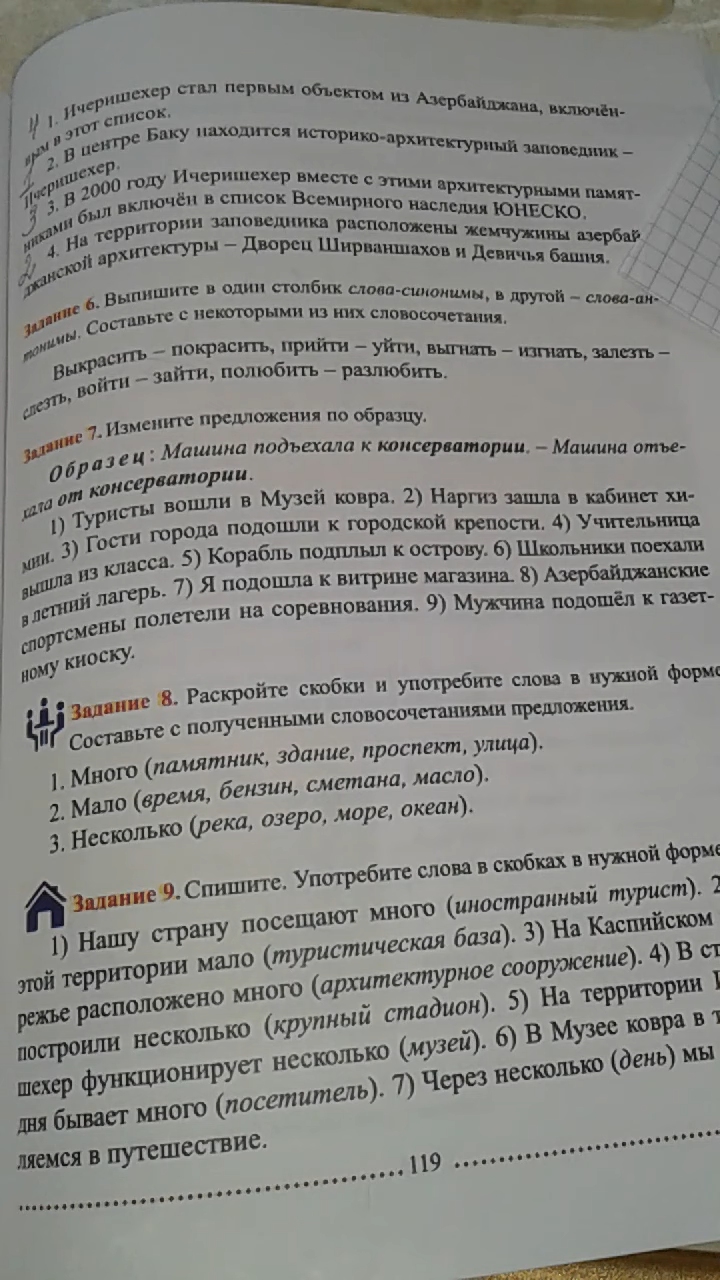 4 1. Ичеришехер стал первым объектом из Азербайджана, включён-
ным в этот список.
1 2. В центре Баку находится историко-архитектурный заповедник –
Ичеришехер.
3 3. В 2000 году Ичеришехер вместе с этими архитектурными памят-
никами был включён в список Всемирного наследия ЮНЕСКО.
2 4. На территории заповедника расположены жемчужины азербай
джанской архитектуры – Дворец Ширваншахов и Девичья башня.
Задание 6. Выпишите в один столбик слова-синонимы, в другой – слова-ан-
тонимы. Составьте с некоторыми из них словосочетания.
Выкрасить – покрасить, прийти – уйти, выгнать – изгнать, залезть –
слезть, войти – зайти, полюбить – разлюбить.
Задание 7. Измените предложения по образцу.
Образец: Машина подъехала к консерватории. – Машина отъе-
хала от консерватории.
1) Туристы вошли в Музей ковра. 2) Наргиз зашла в кабинет хи-
мии. 3) Гости города подошли к городской крепости. 4) Учительница
вышла из класса. 5) Корабль подплыл к острову. 6) Школьники поехали
в летний лагерь. 7) Я подошла к витрине магазина. 8) Азербайджанские
спортсмены полетели на соревнования. 9) Мужчина подошёл к газет-
ному киоску.
Задание 8. Раскройте скобки и употребите слова в нужной форме
Составьте с полученными словосочетаниями предложения.
1. Много (памятник, здание, проспект, улица).
2. Мало (время, бензин, сметана, масло).
3. Несколько (река, озеро, море, океан).
Задание 9. Спишите. Употребите слова в скобках в нужной форме
1) Нашу страну посещают много (иностранный турист). 2
этой территории мало (туристическая база). 3) На Каспийском
режье расположено много (архитектурное сооружение). 4) В ст
построили несколько (крупный стадион). 5) На территории И
шехер функционирует несколько (музей). 6) В Музее ковра в т
дня бывает много (посетитель). 7) Через несколько (день) мы
ляемся в путешествие.
119